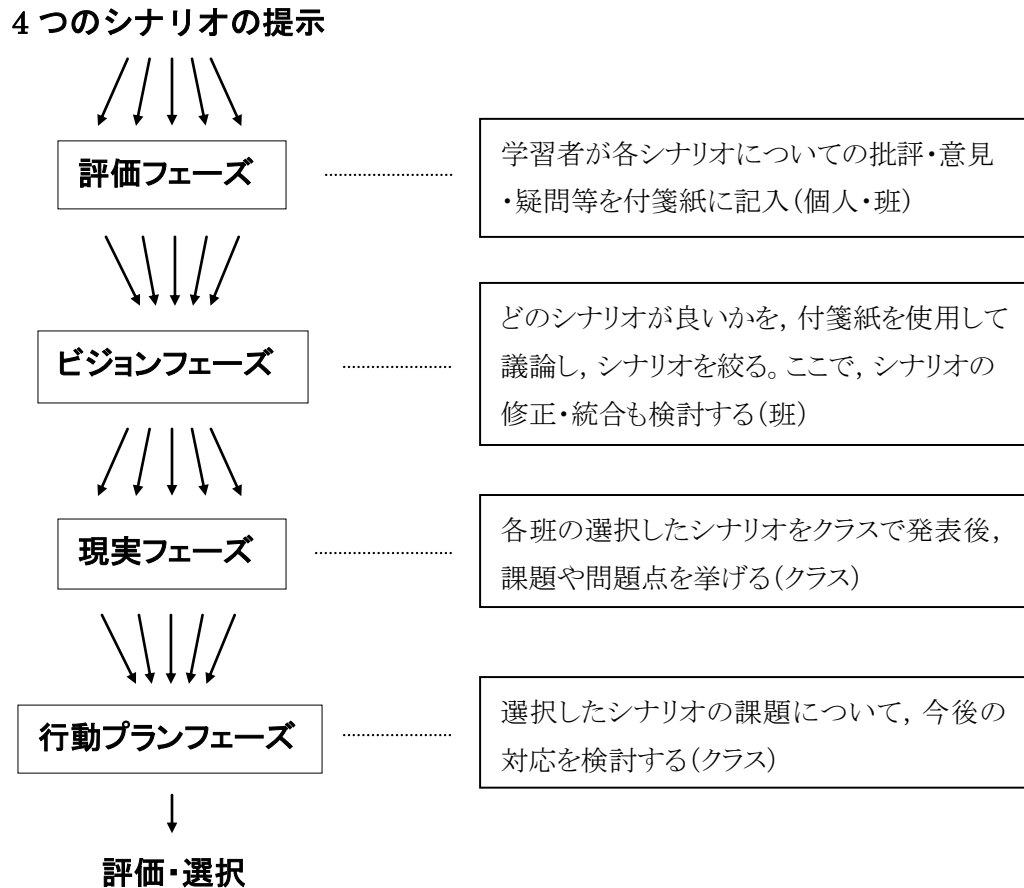 4 つのシナリオの提示
評価フェーズ
学習者が各シナリオについての批評・意見
・疑問等を付箋紙に記入(個人・班)
ビジョンフェーズ
どのシナリオが良いかを, 付箋紙を使用して
議論し, シナリオを絞る。ここで, シナリオの
修正・統合も検討する(班)
現実フェーズ
各班の選択したシナリオをクラスで発表後,
課題や問題点を挙げる(クラス)
行動プランフェーズ
選択したシナリオの課題について, 今後の
対応を検討する(クラス)
評価・選択